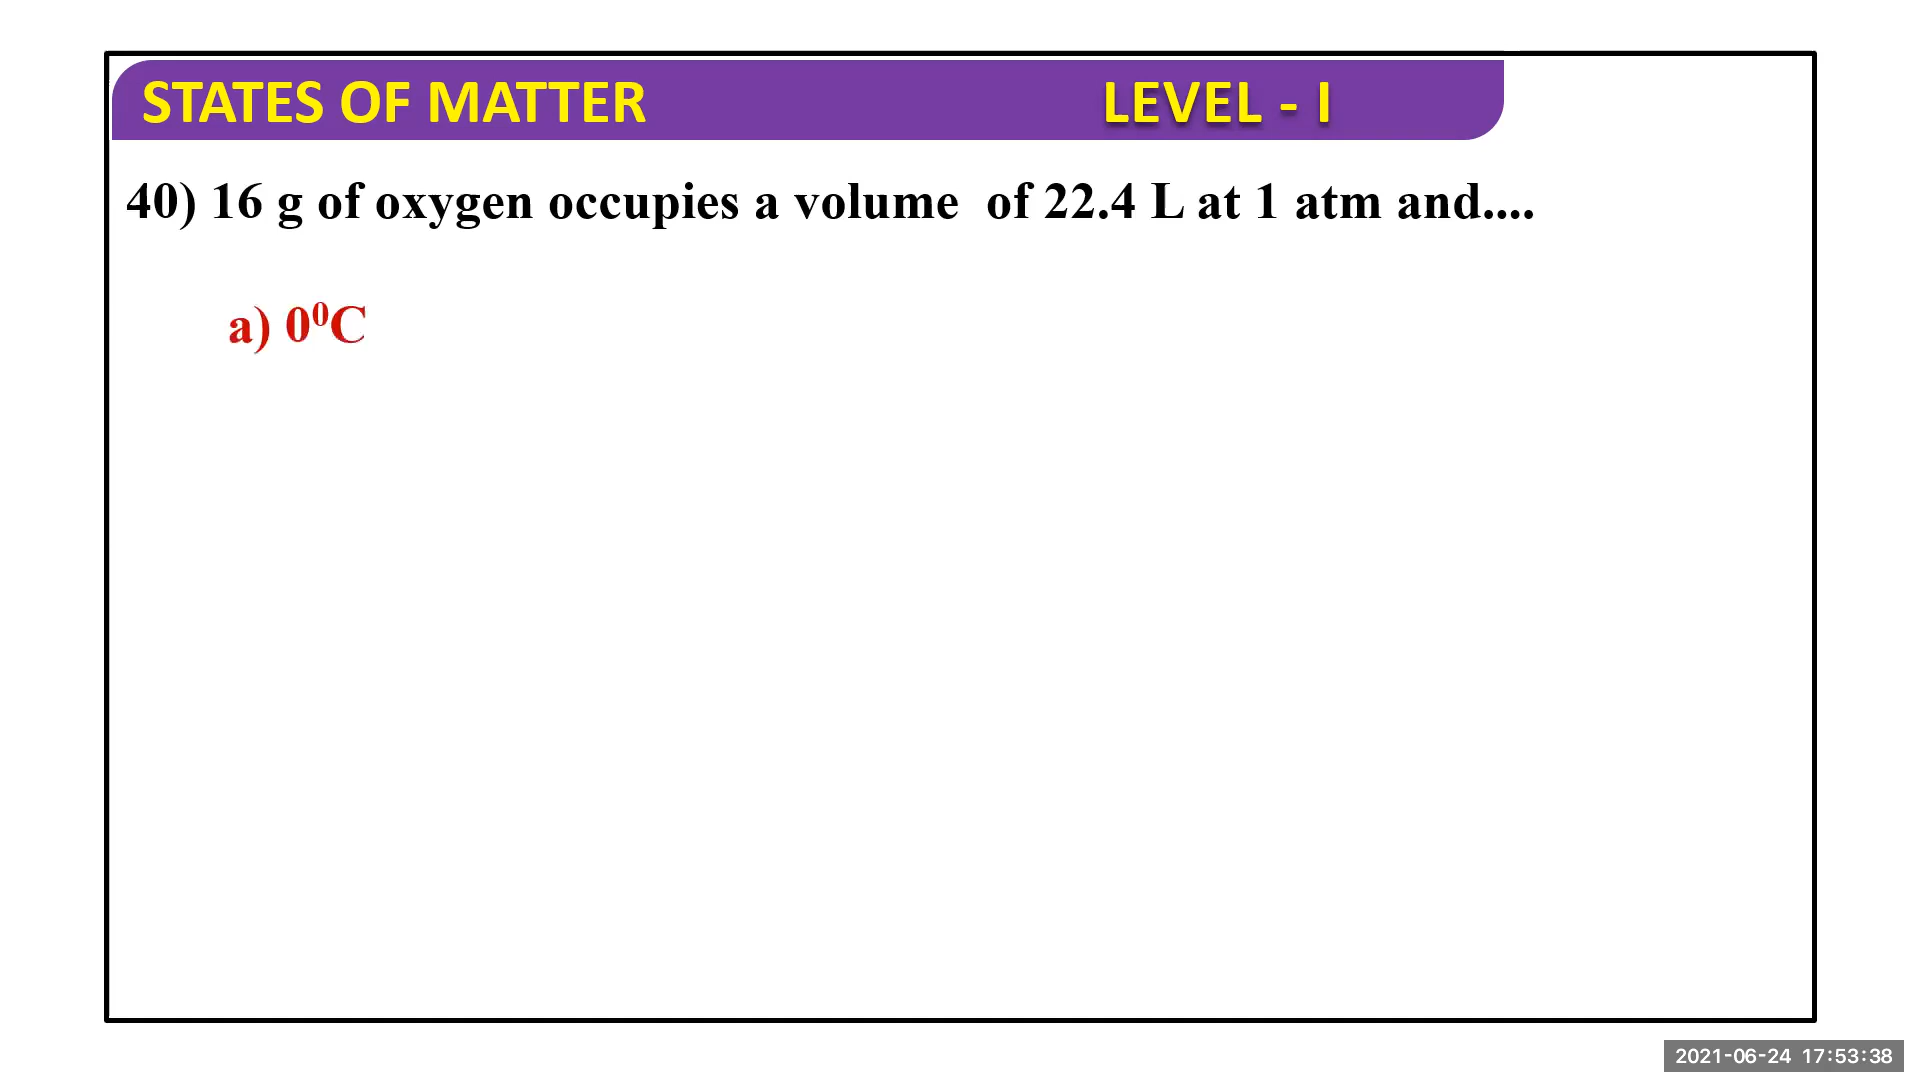 STATES OF MATTER LEVEL - I
40) 16 g of oxygen occupies a volume of 22.4 L at 1 atm and....
a) 0⁰C
2021-06-24 17:53:38